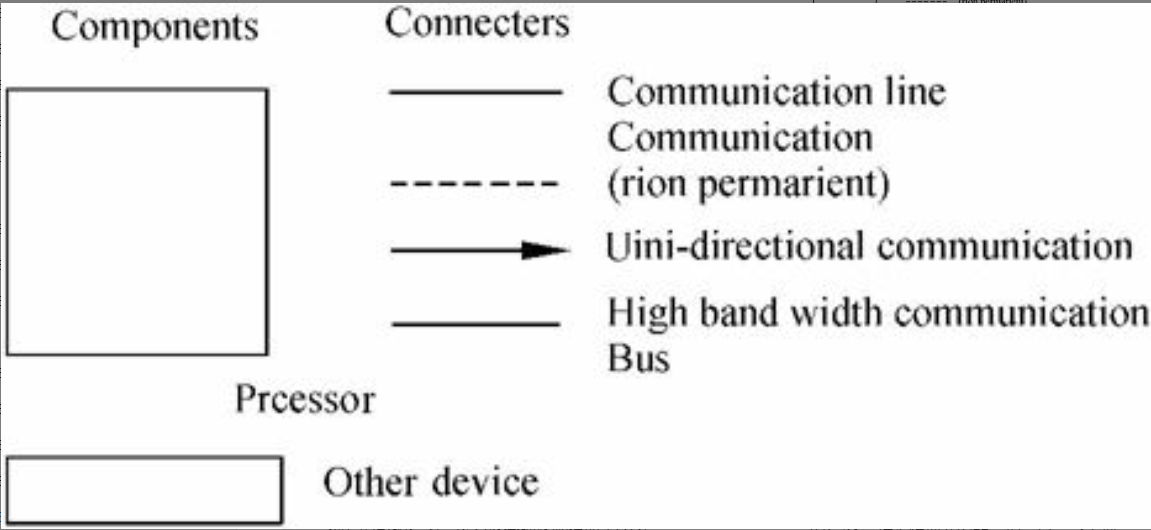 Components
Connecters
Communication line
Communication
(rion permarient)
Uini-directional communication
High band width communication
Bus
Prcessor
Other device